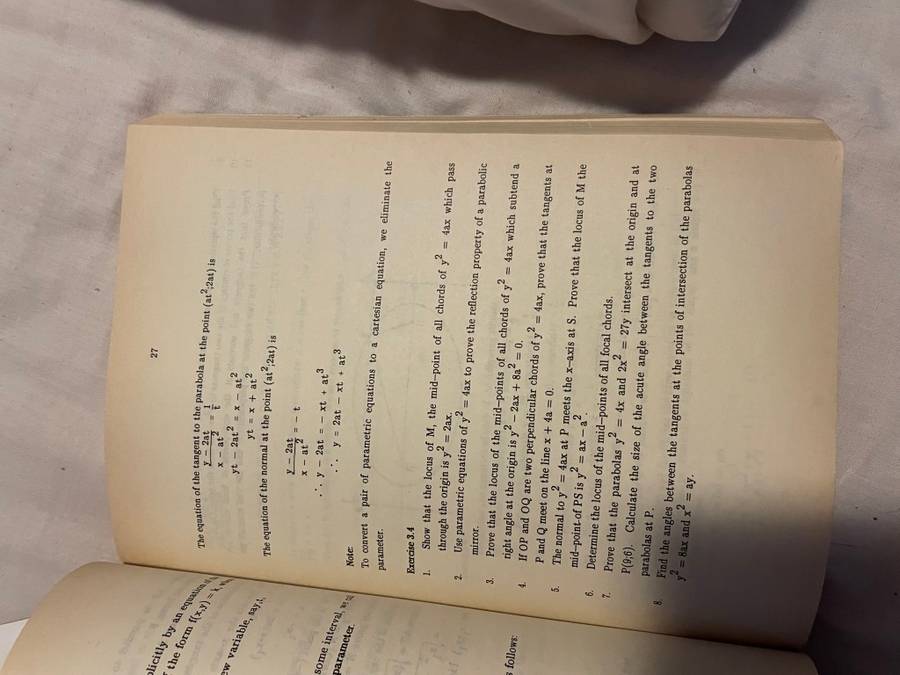 plicitly by an equation of
the form f(x,y) = k,
ew variable, say t,
some interval, we
parameter.
s follows:
27
The equation of the tangent to the parabola at the point (at²;2at) is
y − 2at / x − at² = 1/t
yt − 2at² = x − at²
yt = x + at²
The equation of the normal at the point (at²;2at) is
y − 2at / x − at² = − t
∴ y − 2at = − xt + at³
∴ y = 2at − xt + at³
Note:
To convert a pair of parametric equations to a cartesian equation, we eliminate the
parameter.
Exercise 3.4
1. Show that the locus of M, the mid–point of all chords of y² = 4ax which pass
through the origin is y² = 2ax.
2. Use parametric equations of y² = 4ax to prove the reflection property of a parabolic
mirror.
3. Prove that the locus of the mid–points of all chords of y² = 4ax which subtend a
right angle at the origin is y² − 2ax + 8a² = 0.
4. If OP and OQ are two perpendicular chords of y² = 4ax, prove that the tangents at
P and Q meet on the line x + 4a = 0.
5. The normal to y² = 4ax at P meets the x–axis at S. Prove that the locus of M the
mid–point of PS is y² = ax − a².
6. Determine the locus of the mid–points of all focal chords.
7. Prove that the parabolas y² = 4x and 2x² = 27y intersect at the origin and at
P(9;6). Calculate the size of the acute angle between the tangents to the two
parabolas at P.
8. Find the angles between the tangents at the points of intersection of the parabolas
y² = 8ax and x² = ay.